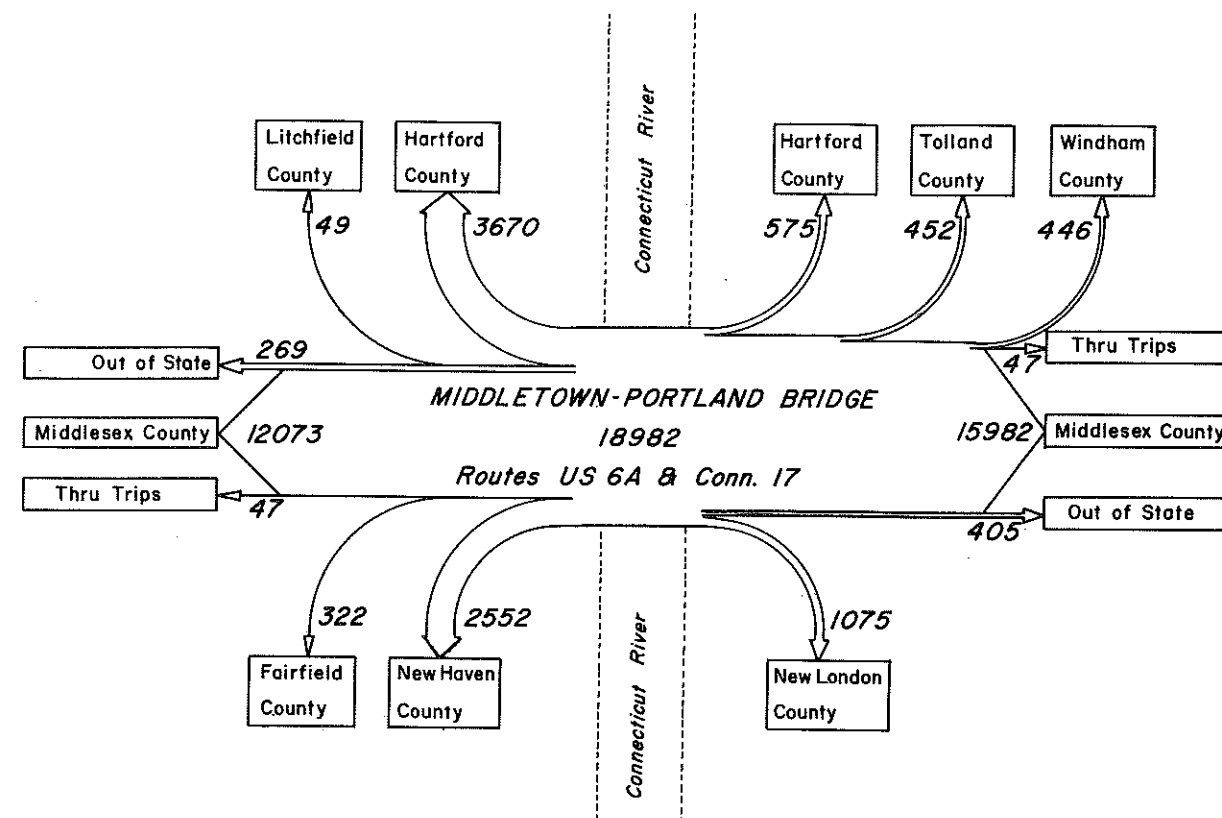 Connecticut River
Litchfield
County
Hartford
County
Hartford
County
Tolland
County
Windham
County
49
3670
575
452
446
Out of State
269
47
Thru Trips
MIDDLETOWN-PORTLAND BRIDGE
Middlesex County
12073
18982
15982
Middlesex County
Routes US 6A & Conn. 17
Thru Trips
47
405
Out of State
322
2552
1075
Connecticut River
Fairfield
County
New Haven
County
New London
County